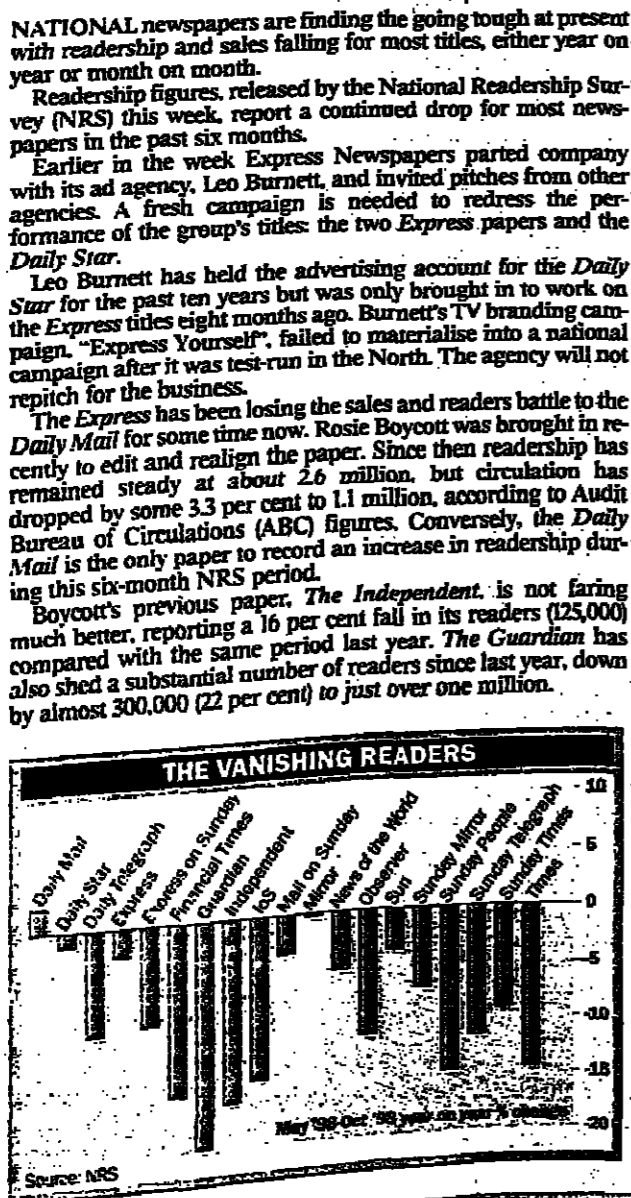 NATIONAL newspapers are finding the going tough at present
with readership and sales falling for most titles, either year on
year or month on month.
Readership figures, released by the National Readership Sur-
vey (NRS) this week, report a continued drop for most news-
papers in the past six months.
Earlier in the week Express Newspapers parted company
with its ad agency, Leo Burnett, and invited pitches from other
agencies. A fresh campaign is needed to redress the per-
formance of the group's titles: the two Express papers and the
Daily Star.
Leo Burnett has held the advertising account for the Daily
Star for the past ten years but was only brought in to work on
the Express titles eight months ago. Burnett's TV branding cam-
paign, "Express Yourself", failed to materialise into a national
campaign after it was test-run in the North. The agency will not
repitch for the business.
The Express has been losing the sales and readers battle to the
Daily Mail for some time now. Rosie Boycott was brought in re-
cently to edit and realign the paper. Since then readership has
remained steady at about 2.6 million, but circulation has
dropped by some 3.3 per cent to 1.1 million, according to Audit
Bureau of Circulations (ABC) figures. Conversely, the Daily
Mail is the only paper to record an increase in readership dur-
ing this six-month NRS period.
Boycott's previous paper, The Independent, is not faring
much better, reporting a 16 per cent fall in its readers (125,000)
compared with the same period last year. The Guardian has
also shed a substantial number of readers since last year, down
by almost 300,000 (22 per cent) to just over one million.
THE VANISHING READERS
Daily Mail
Daily Star
Daily Telegraph
Express
Express on Sunday
Financial Times
Guardian
Independent
IoS
Mail on Sunday
Mirror
News of the World
Observer
Sun
Sunday Mirror
Sunday People
Sunday Telegraph
Sunday Times
Times
10
5
0
-5
-10
-15
-20
May '98-Oct '98 year on year % change
Source: NRS